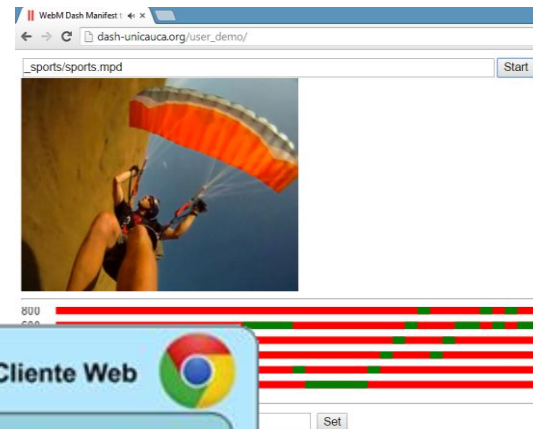 WebM Dash Manifest t
dash-unicauca.org/user_demo/
_sports/sports.mpd
Start
800
Cliente Web
Set